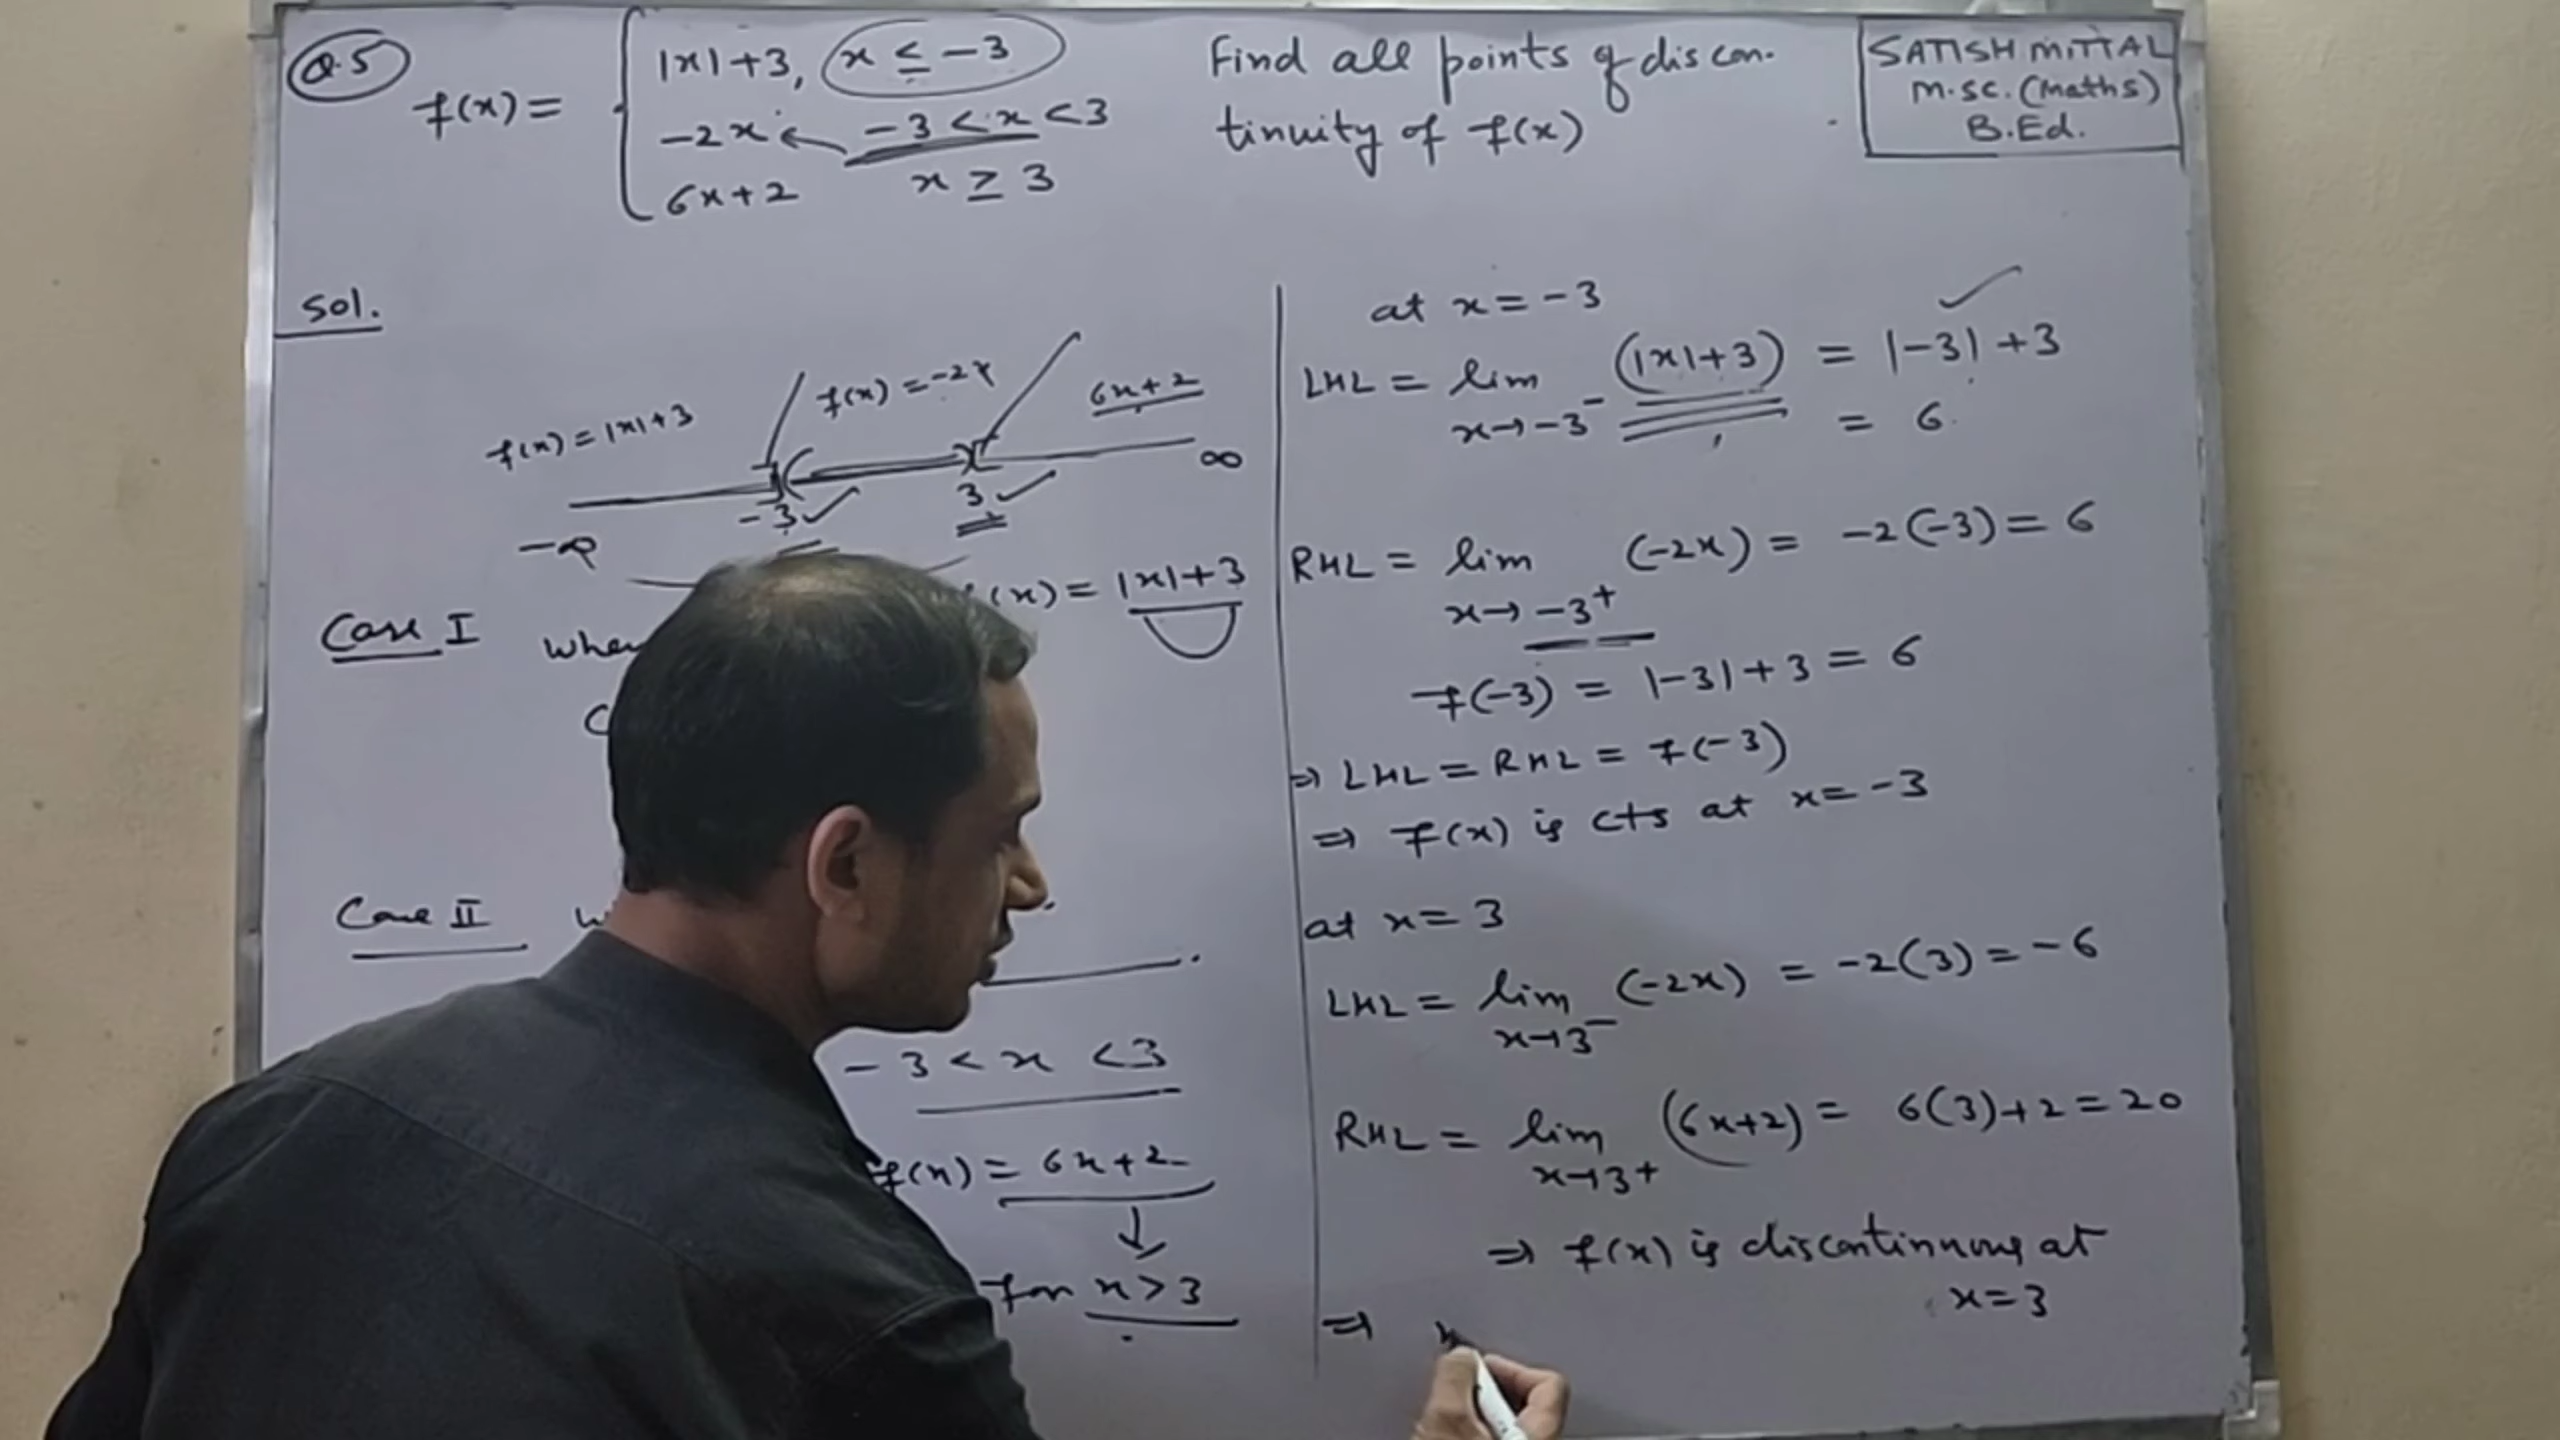 Q.5
f(x) = { |x|+3, x ≤ -3
-2x ← -3 < x < 3
6x+2 x ≥ 3
Find all points of discon-
tinuity of f(x)
SATISH MITTAL
M.SC. (Maths)
B.Ed.
Sol.
f(x) = |x|+3
f(x) = -2x
6x+2
-∞ -3 ✓ 3 ✓ ∞
Case I
(x) = |x|+3
Case II
-3 < x < 3
f(x) = 6x+2
↓
for x > 3
at x = -3
LHL = lim (|x|+3) = |-3| + 3 ✓
x→-3⁻ = 6
RHL = lim (-2x) = -2(-3) = 6
x→ -3⁺
f(-3) = |-3| + 3 = 6
⇒ LHL = RHL = f(-3)
⇒ f(x) is cts at x = -3
at x = 3
LHL = lim (-2x) = -2(3) = -6
x→3⁻
RHL = lim (6x+2) = 6(3)+2 = 20
x→3+
⇒ f(x) is discontinuous at
x = 3
⇒